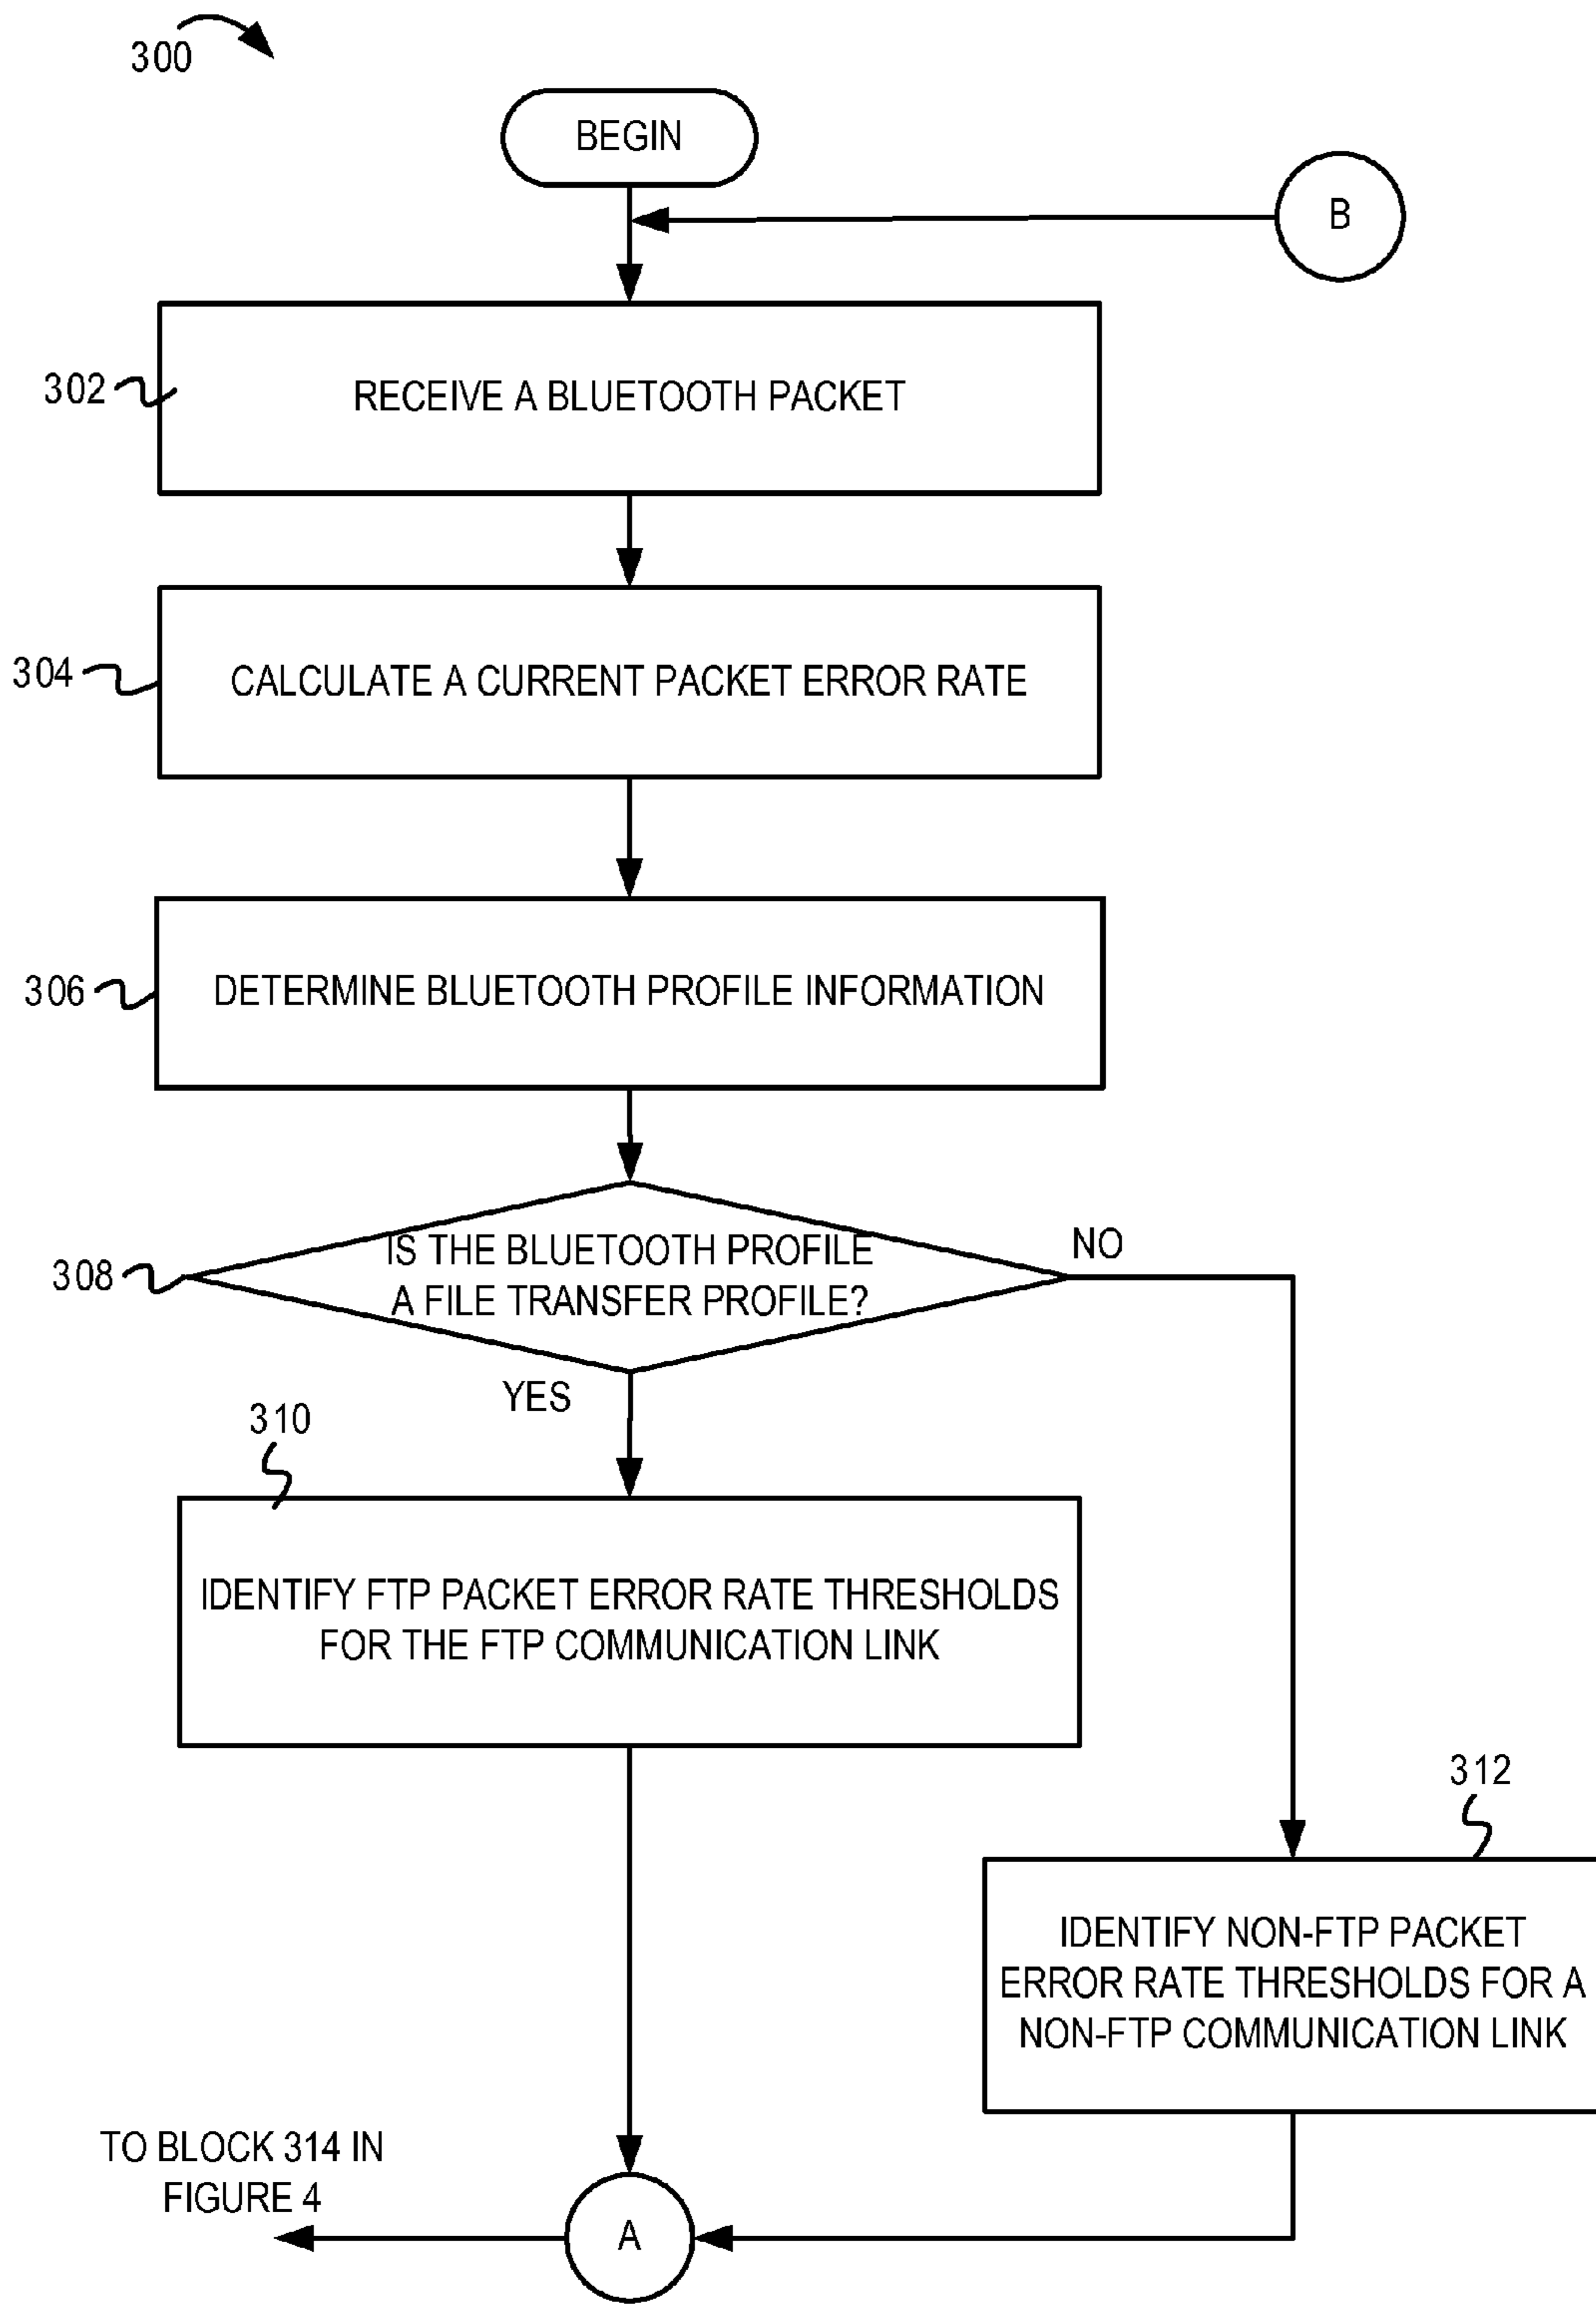 300
BEGIN
B
302
RECEIVE A BLUETOOTH PACKET
304
CALCULATE A CURRENT PACKET ERROR RATE
306
DETERMINE BLUETOOTH PROFILE INFORMATION
308
IS THE BLUETOOTH PROFILE
A FILE TRANSFER PROFILE?
NO
YES
310
IDENTIFY FTP PACKET ERROR RATE THRESHOLDS
FOR THE FTP COMMUNICATION LINK
312
IDENTIFY NON-FTP PACKET
ERROR RATE THRESHOLDS FOR A
NON-FTP COMMUNICATION LINK
TO BLOCK 314 IN
FIGURE 4
A